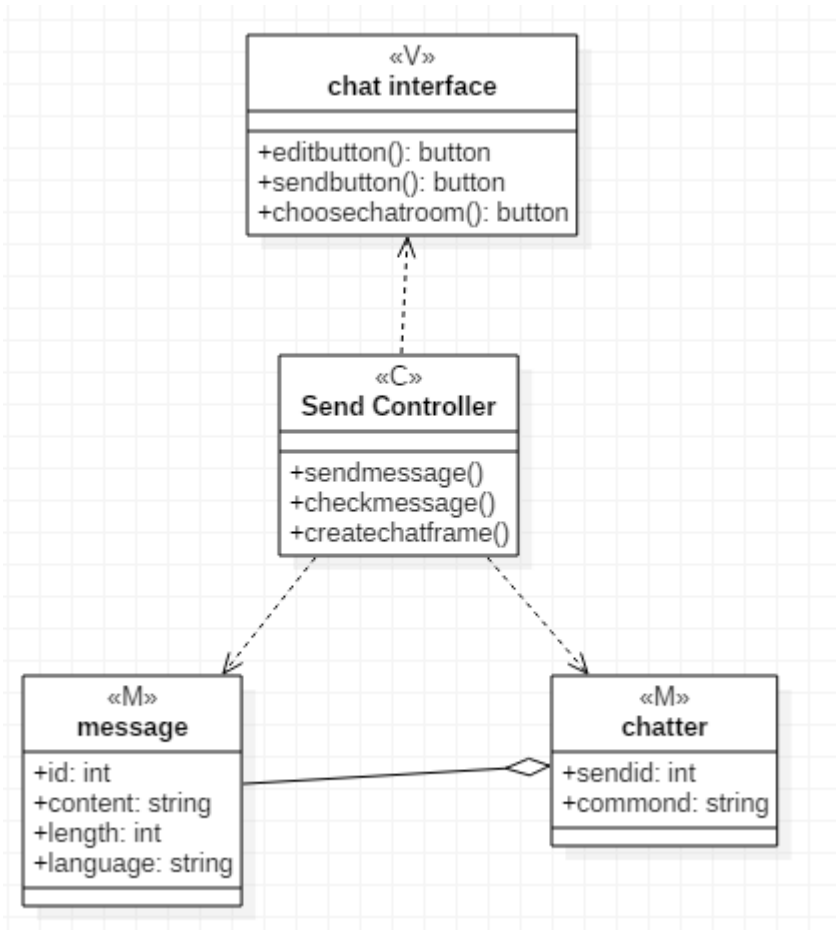 «V»
chat interface
+editbutton(): button
+sendbutton(): button
+choosechatroom(): button
«C»
Send Controller
+sendmessage()
+checkmessage()
+createchatframe()
«M»
message
+id: int
+content: string
+length: int
+language: string
«M»
chatter
+sendid: int
+commond: string